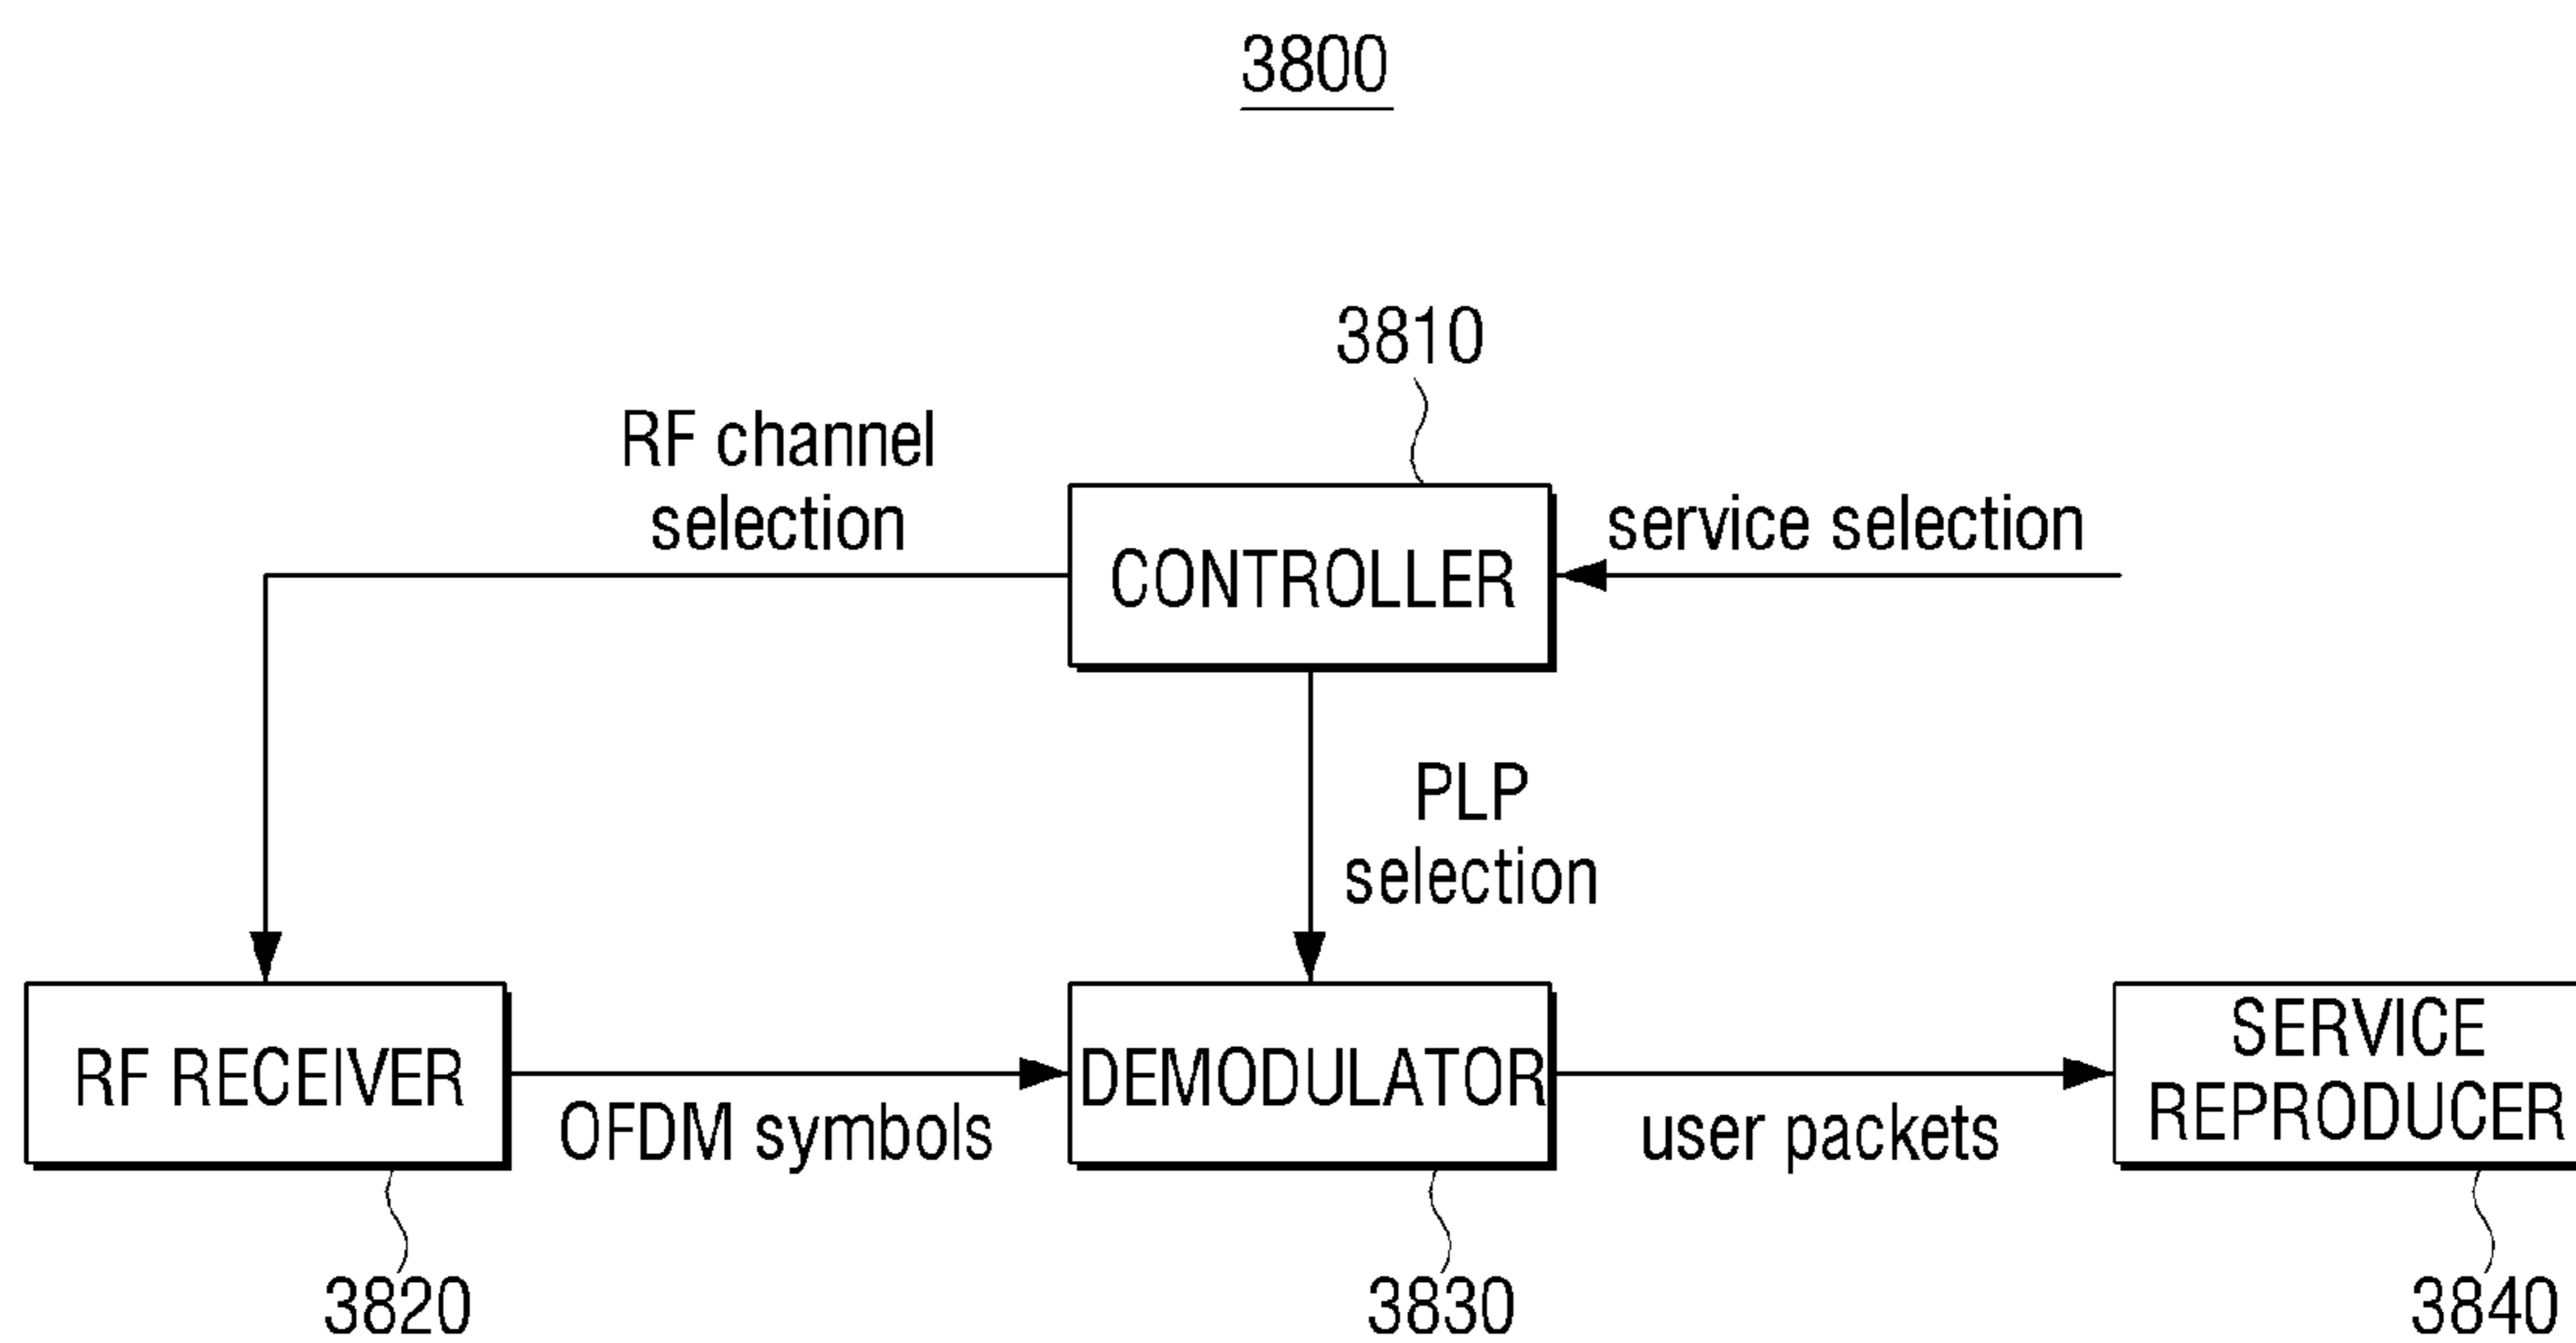 3800
3810
RF channel
selection
CONTROLLER
service selection
PLP
selection
RF RECEIVER
OFDM symbols
DEMODULATOR
user packets
SERVICE
REPRODUCER
3820
3830
3840